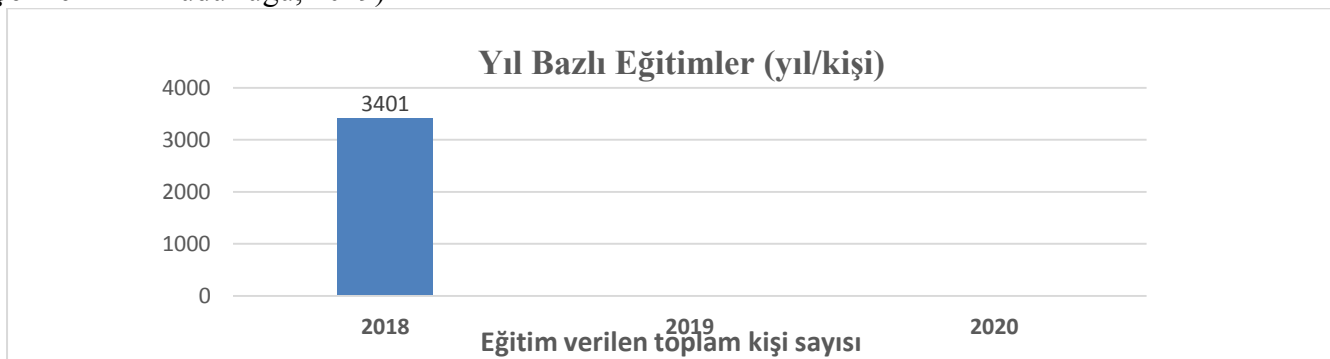 Yıl Bazlı Eğitimler (yıl/kişi)
4000
3401
3000
2000
1000
0
2018 2019 2020
Eğitim verilen toplam kişi sayısı